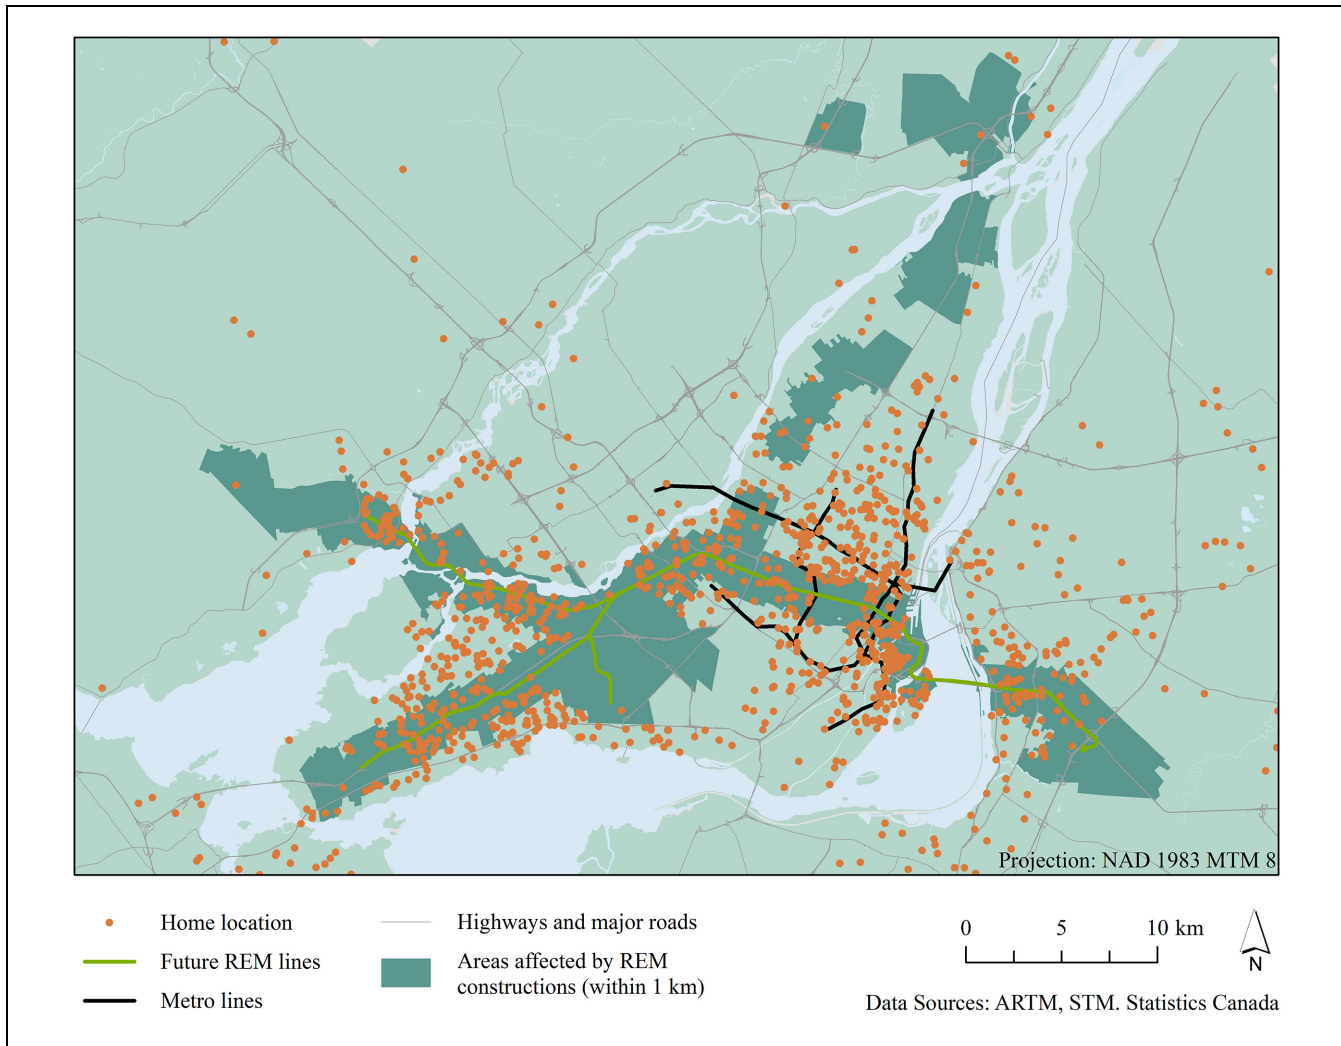 Projection: NAD 1983 MTM 8
Home location
Future REM lines
Metro lines
Highways and major roads
Areas affected by REM
constructions (within 1 km)
0 5 10 km
N
Data Sources: ARTM, STM. Statistics Canada